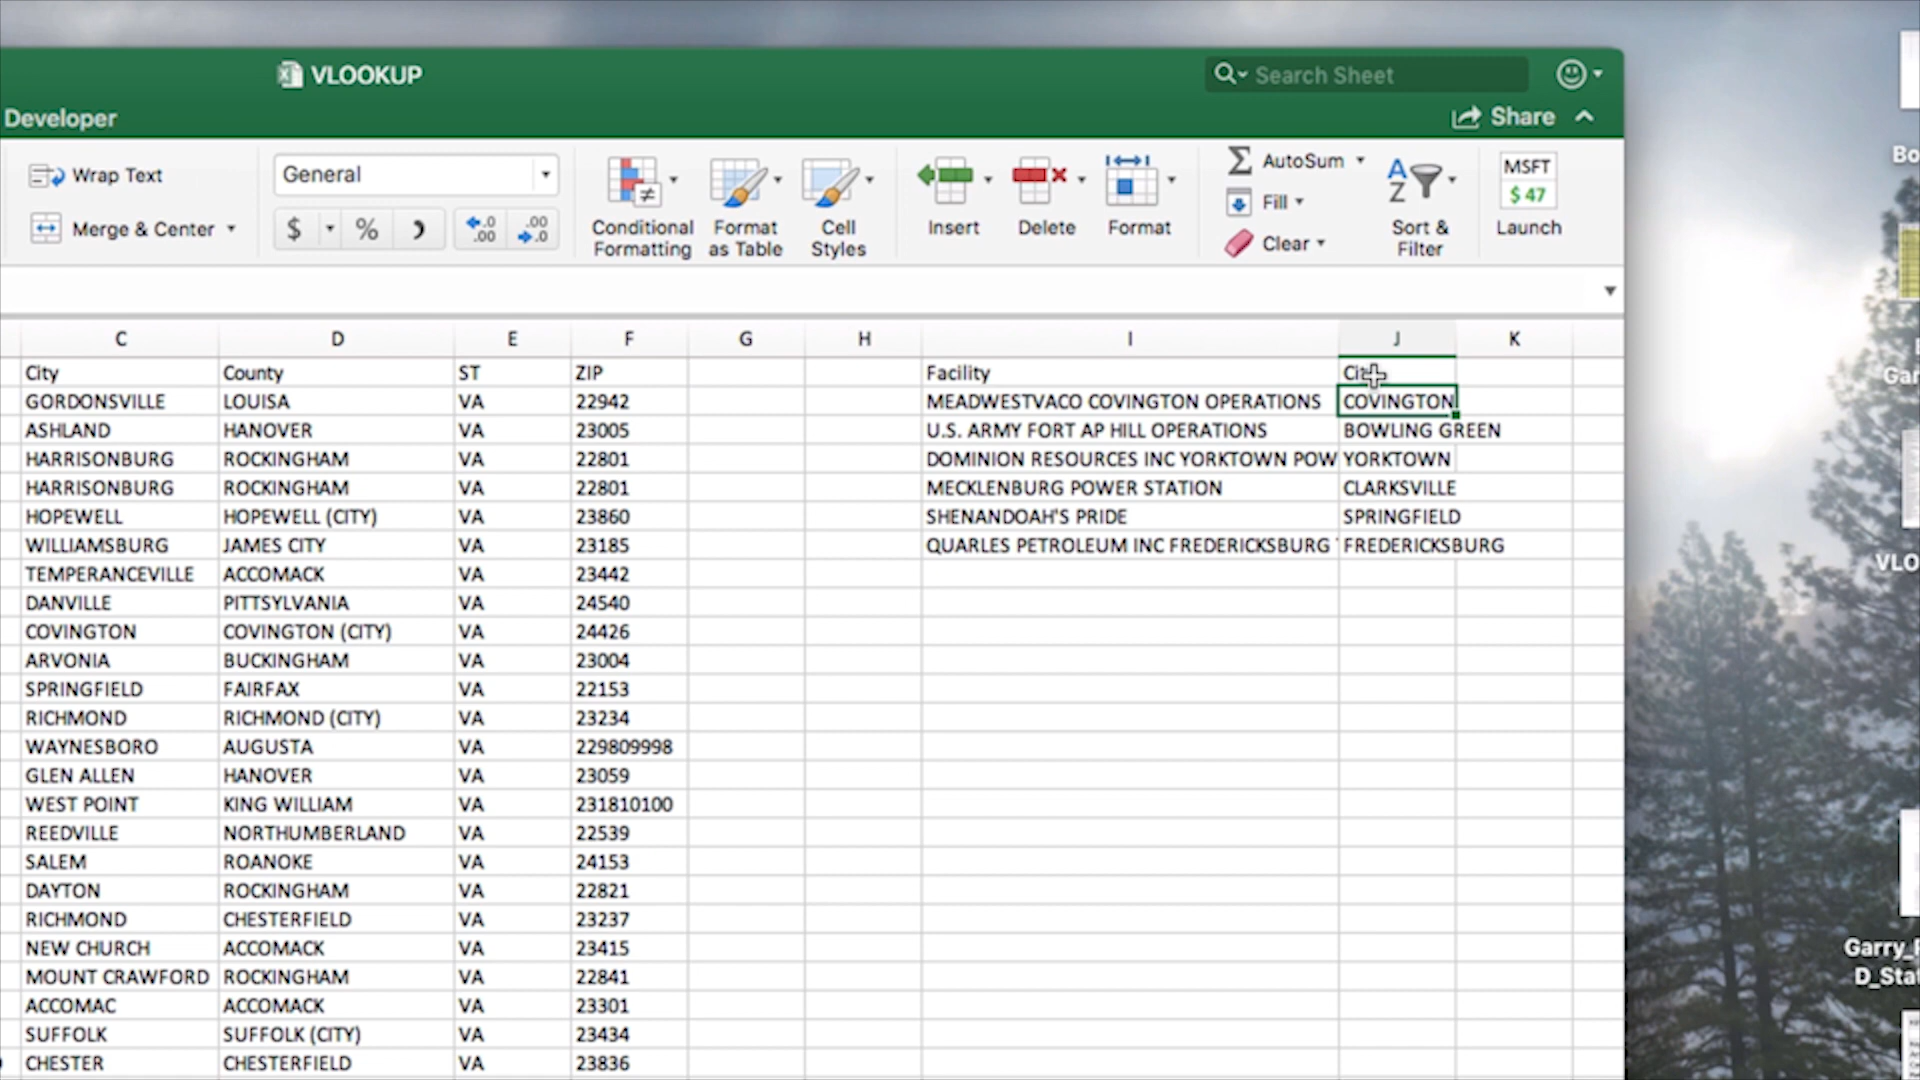 VLOOKUP
Search Sheet
Developer
Share
Wrap Text
Merge & Center
General
$ % .0 .00 .00 .0
Conditional Formatting
Format as Table
Cell Styles
Insert
Delete
Format
AutoSum
Fill
Clear
A Z
Sort & Filter
MSFT
$ 47
Launch
C D E F G H I J K
City County ST ZIP Facility
GORDONSVILLE LOUISA VA 22942 MEADWESTVACO COVINGTON OPERATIONS COVINGTON
ASHLAND HANOVER VA 23005 U.S. ARMY FORT AP HILL OPERATIONS BOWLING GREEN
HARRISONBURG ROCKINGHAM VA 22801 DOMINION RESOURCES INC YORKTOWN POW YORKTOWN
HARRISONBURG ROCKINGHAM VA 22801 MECKLENBURG POWER STATION CLARKSVILLE
HOPEWELL HOPEWELL (CITY) VA 23860 SHENANDOAH'S PRIDE SPRINGFIELD
WILLIAMSBURG JAMES CITY VA 23185 QUARLES PETROLEUM INC FREDERICKSBURG FREDERICKSBURG
TEMPERANCEVILLE ACCOMACK VA 23442
DANVILLE PITTSYLVANIA VA 24540
COVINGTON COVINGTON (CITY) VA 24426
ARVONIA BUCKINGHAM VA 23004
SPRINGFIELD FAIRFAX VA 22153
RICHMOND RICHMOND (CITY) VA 23234
WAYNESBORO AUGUSTA VA 229809998
GLEN ALLEN HANOVER VA 23059
WEST POINT KING WILLIAM VA 231810100
REEDVILLE NORTHUMBERLAND VA 22539
SALEM ROANOKE VA 24153
DAYTON ROCKINGHAM VA 22821
RICHMOND CHESTERFIELD VA 23237
NEW CHURCH ACCOMACK VA 23415
MOUNT CRAWFORD ROCKINGHAM VA 22841
ACCOMAC ACCOMACK VA 23301
SUFFOLK SUFFOLK (CITY) VA 23434
CHESTER CHESTERFIELD VA 23836
Bo
Gar
VLO
Garry_
D_Sta